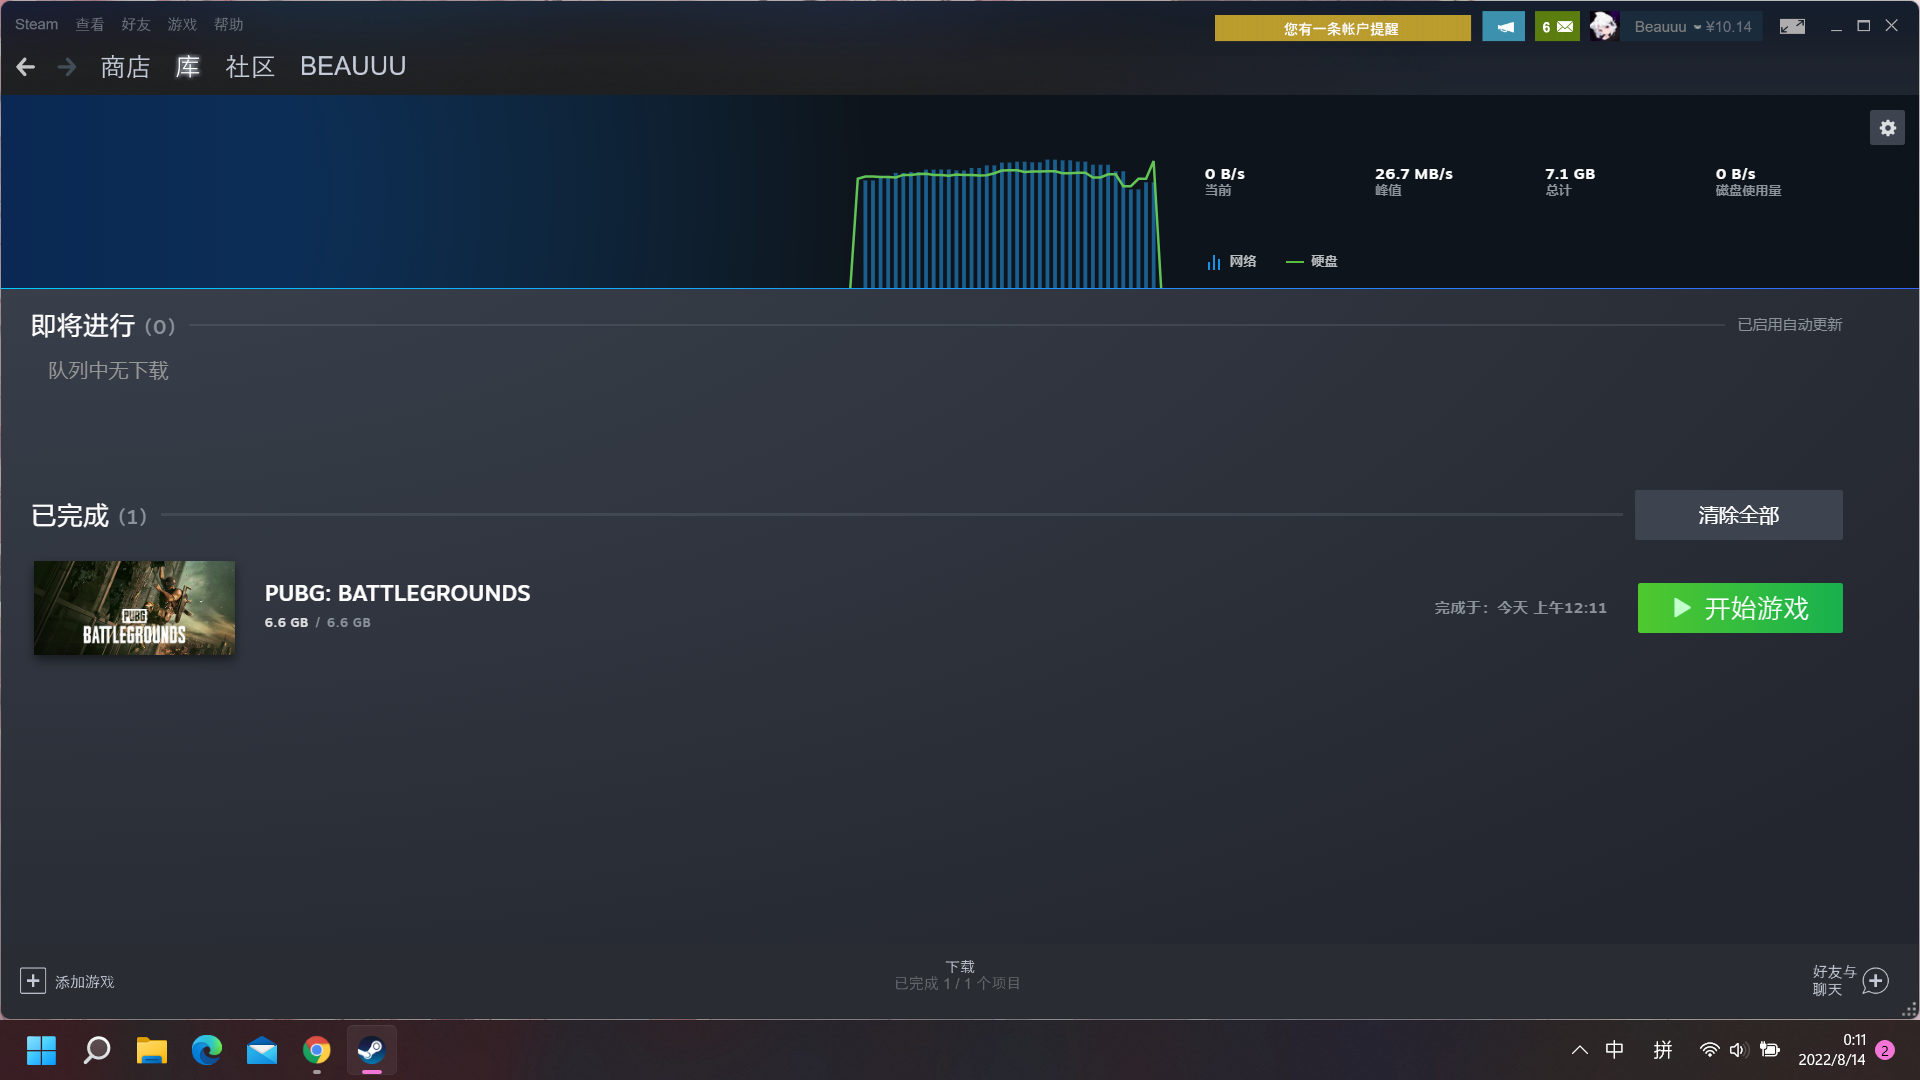 Steam 查看 好友 游戏 帮助
您有一条帐户提醒
6
Beauuu ¥10.14
商店 库 社区 BEAUUU
0 B/s
当前
26.7 MB/s
峰值
7.1 GB
总计
0 B/s
磁盘使用量
网络 硬盘
即将进行 (0)
已启用自动更新
队列中无下载
已完成 (1)
清除全部
PUBG
BATTLEGROUNDS
PUBG: BATTLEGROUNDS
6.6 GB / 6.6 GB
完成于: 今天 上午12:11
开始游戏
添加游戏
下载
已完成 1 / 1 个项目
好友与
聊天
中
拼
0:11
2022/8/14
2